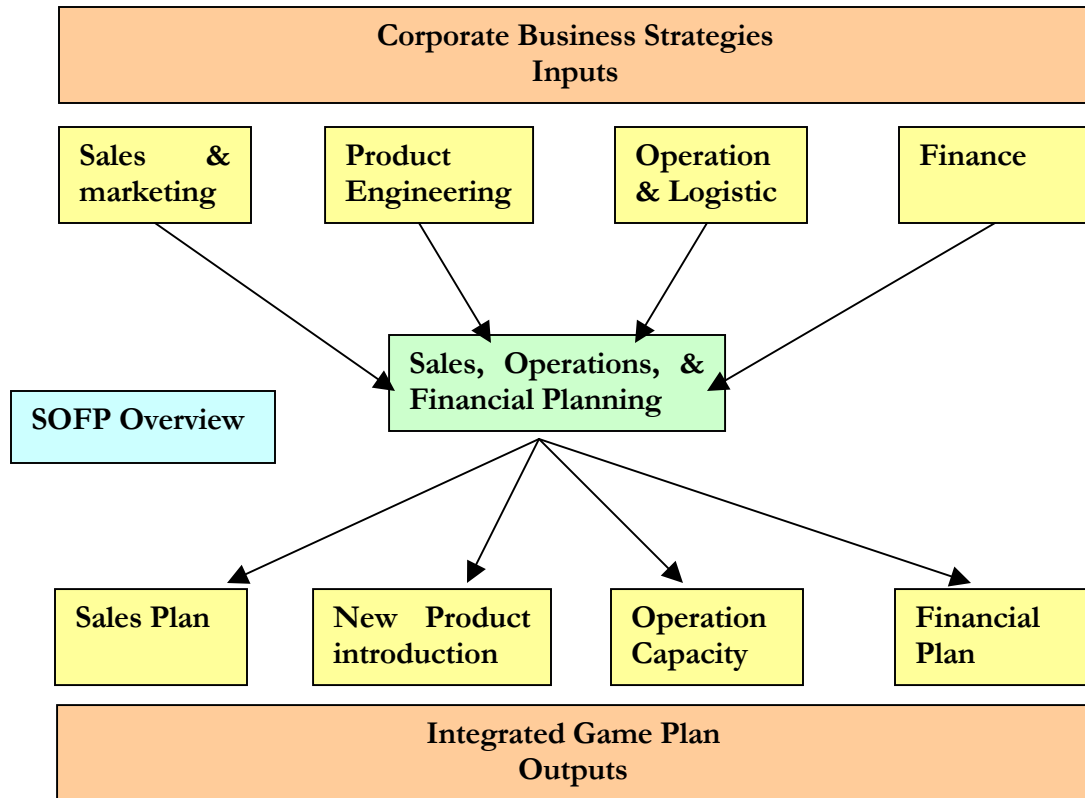 Corporate Business Strategies
Inputs
Sales &
marketing
Product
Engineering
Operation
& Logistic
Finance
Sales, Operations, &
Financial Planning
SOFP Overview
Sales Plan
New Product
introduction
Operation
Capacity
Financial
Plan
Integrated Game Plan
Outputs